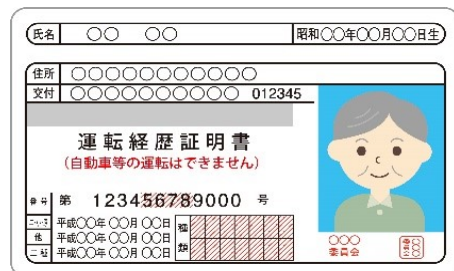 氏名 〇〇 〇〇 昭和〇〇年〇〇月〇〇日生
住所 〇〇〇〇〇〇〇〇〇〇〇
交付 〇〇〇〇〇〇〇〇〇〇 012345
運転経歴証明書
(自動車等の運転はできません)
番号 第 123456789000 号
平成〇〇年〇〇月〇〇日
他 平成〇〇年〇〇月〇〇日
二種 平成〇〇年〇〇月〇〇日
種類
〇〇〇
委員会